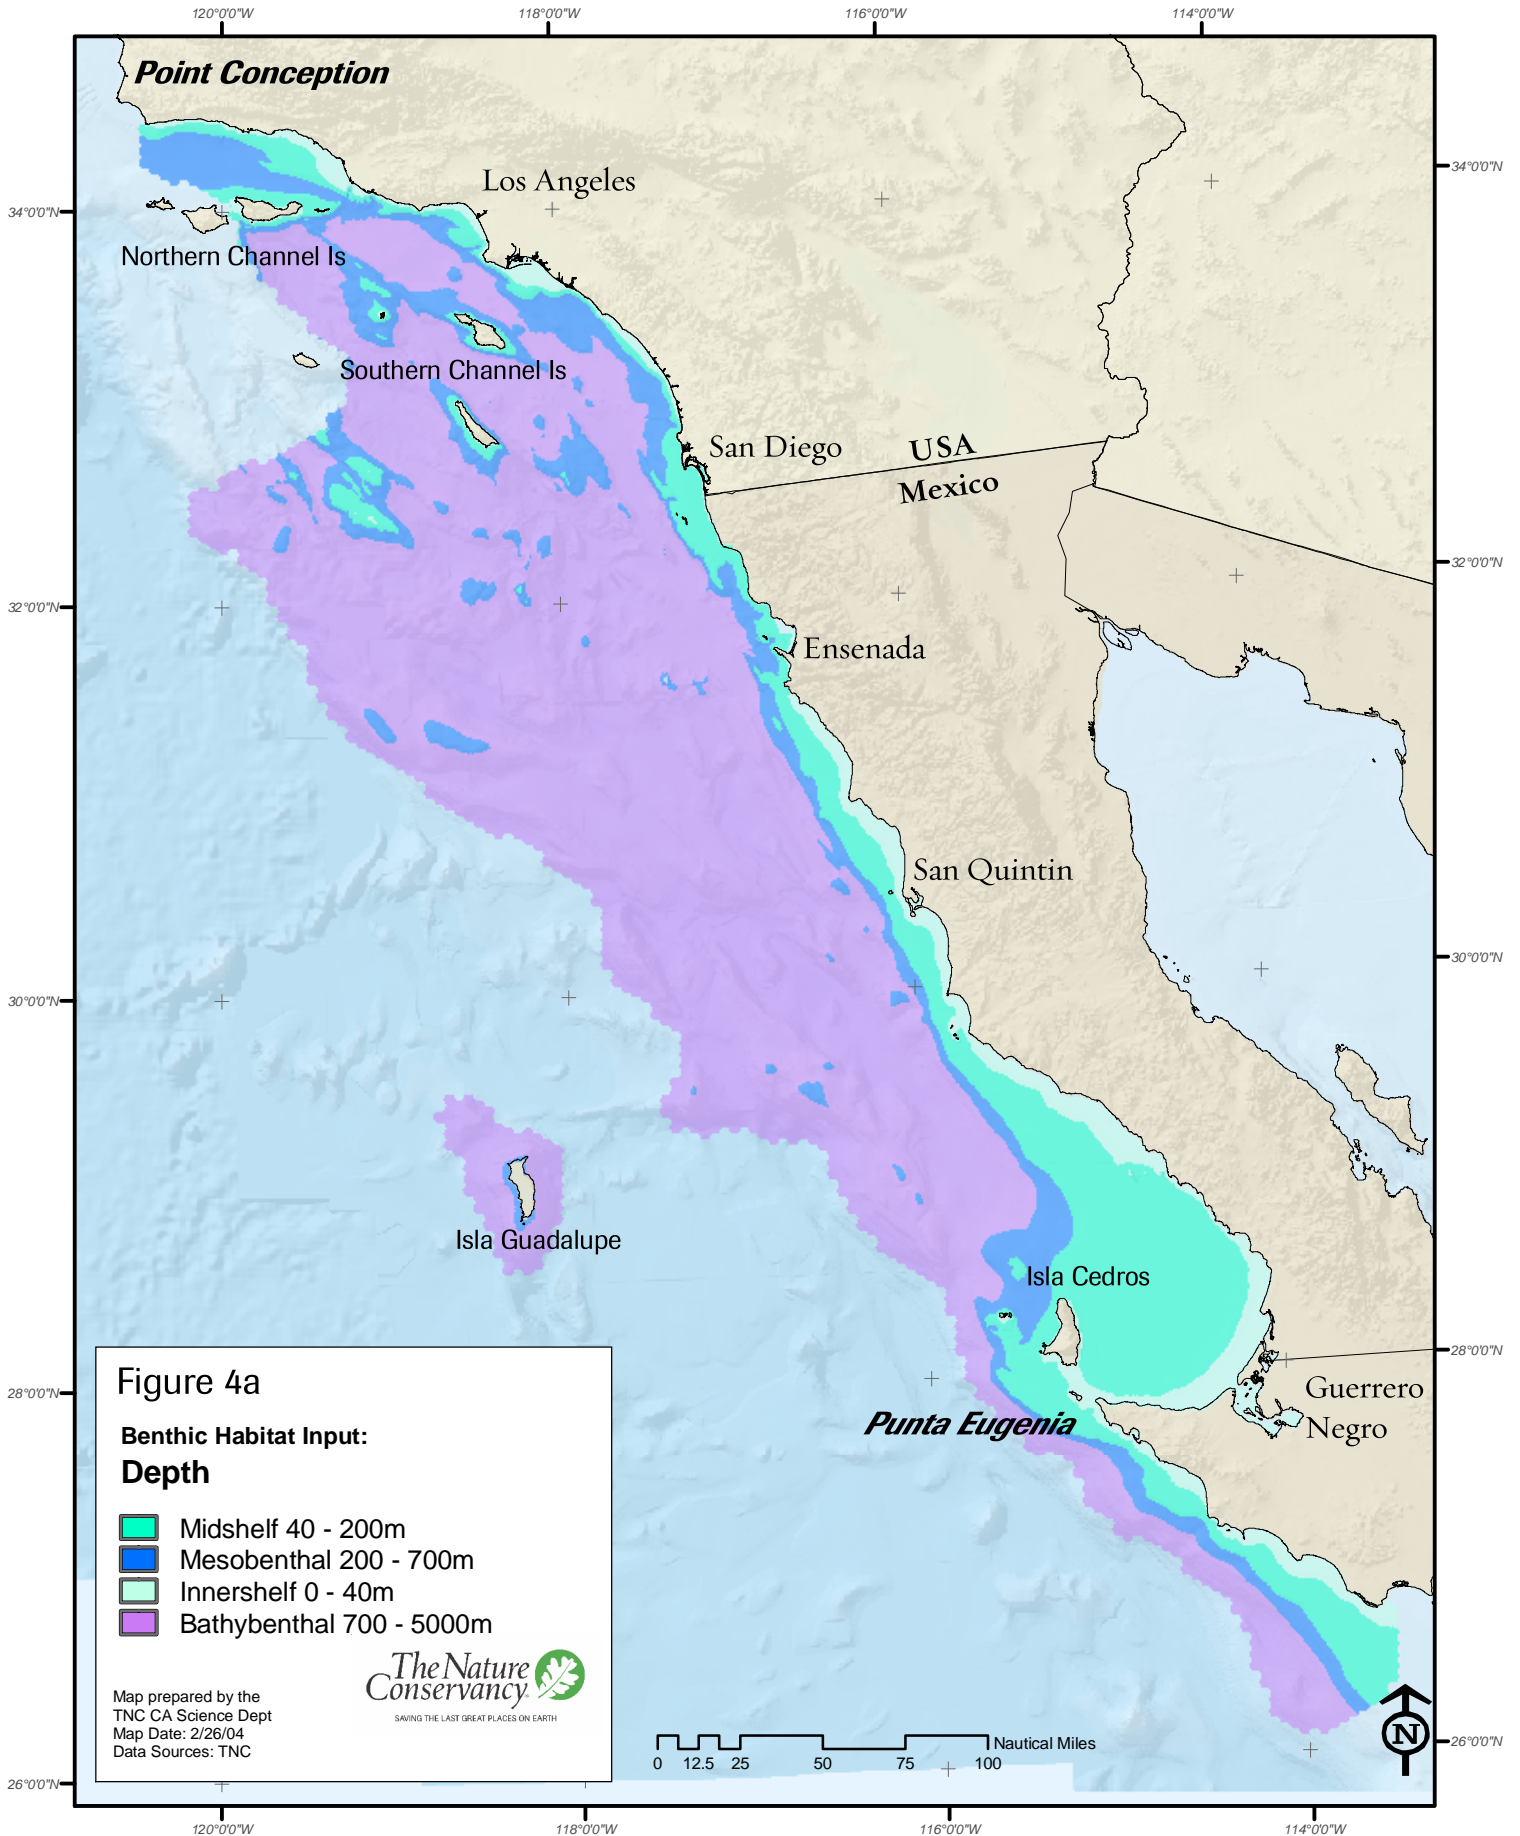 120°0'0"W
118°0'0"W
116°0'0"W
114°0'0"W
Point Conception
34°0'0"N
Los Angeles
34°0'0"N
Northern Channel Is
Southern Channel Is
San Diego
USA
Mexico
32°0'0"N
32°0'0"N
Ensenada
San Quintin
30°0'0"N
30°0'0"N
Isla Guadalupe
Isla Cedros
28°0'0"N
28°0'0"N
Guerrero
Negro
Punta Eugenia
Figure 4a
Benthic Habitat Input:
Depth
Midshelf 40 - 200m
Mesobenthal 200 - 700m
Innershelf 0 - 40m
Bathybenthal 700 - 5000m
The Nature
Conservancy
SAVING THE LAST GREAT PLACES ON EARTH
Map prepared by the
TNC CA Science Dept
Map Date: 2/26/04
Data Sources: TNC
Nautical Miles
0 12.5 25 50 75 100
N
26°0'0"N
26°0'0"N
120°0'0"W
118°0'0"W
116°0'0"W
114°0'0"W